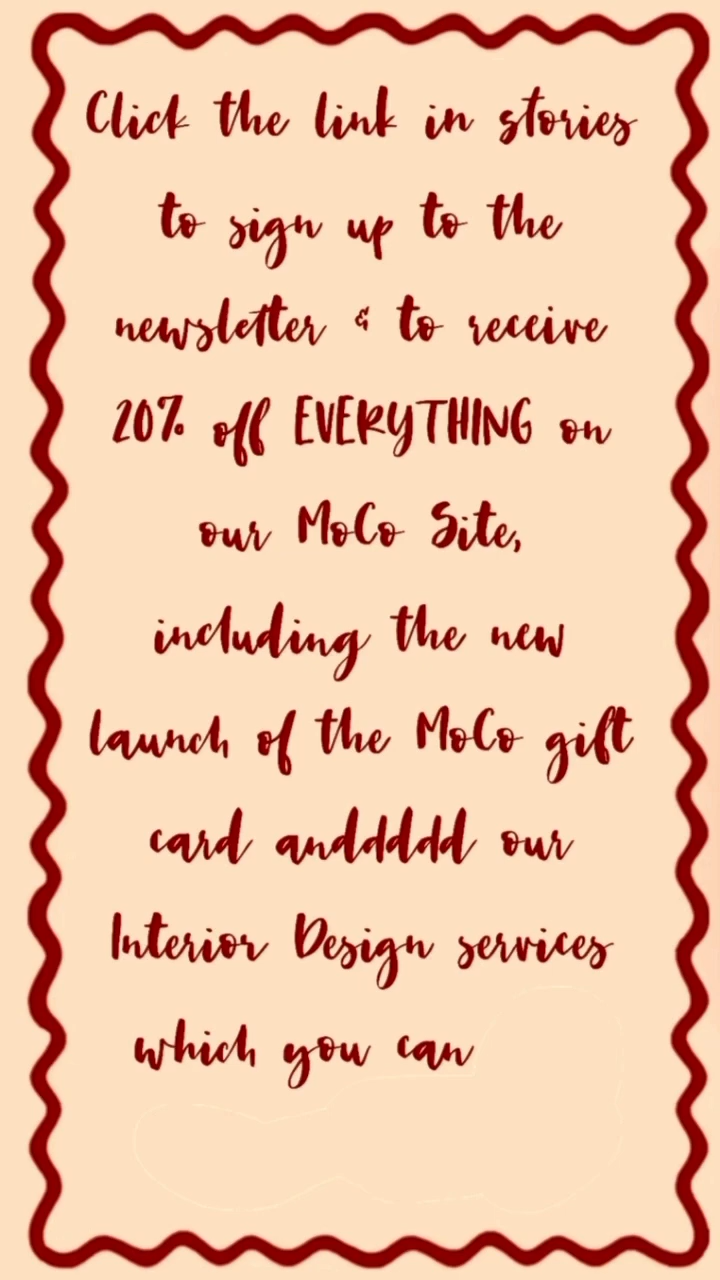 Click the link in stories
to sign up to the
newsletter & to receive
20% off EVERYTHING on
our MoCo Site,
including the new
launch of the MoCo gift
card anddddd our
Interior Design services
which you can